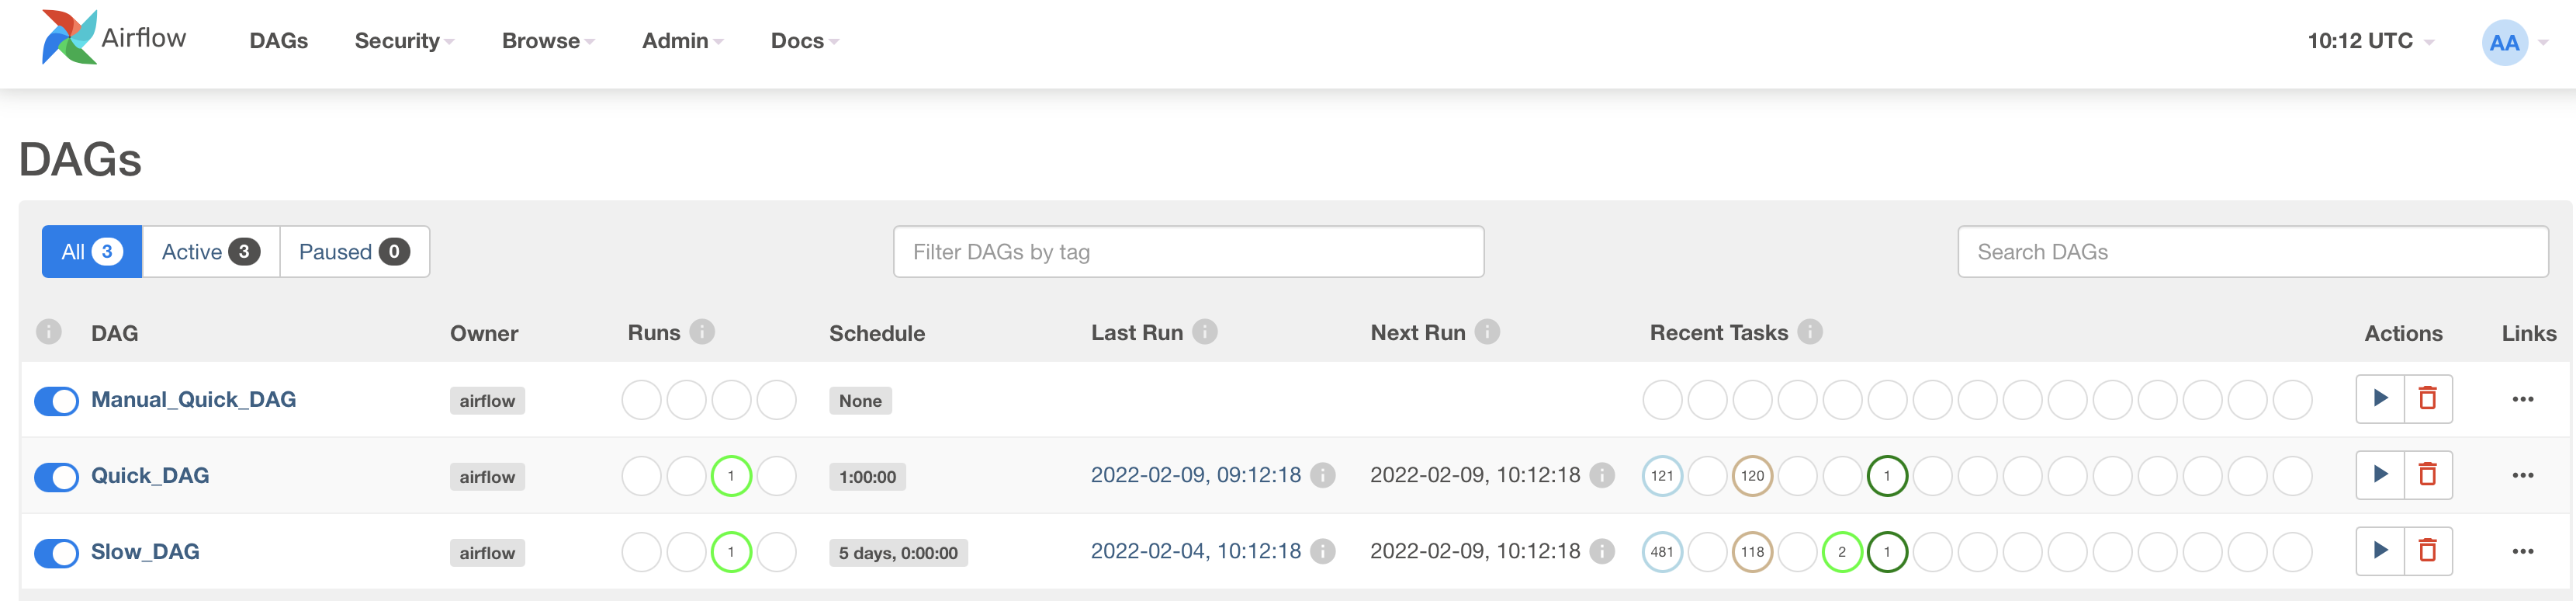 Airflow DAGs Security Browse Admin Docs 10:12 UTC AA
DAGs
All 3 Active 3 Paused 0 Filter DAGs by tag Search DAGs
i DAG Owner Runs i Schedule Last Run i Next Run i Recent Tasks i Actions Links
Manual_Quick_DAG airflow None
Quick_DAG airflow 1 1:00:00 2022-02-09, 09:12:18 i 2022-02-09, 10:12:18 i 121 120 1
Slow_DAG airflow 1 5 days, 0:00:00 2022-02-04, 10:12:18 i 2022-02-09, 10:12:18 i 481 118 2 1